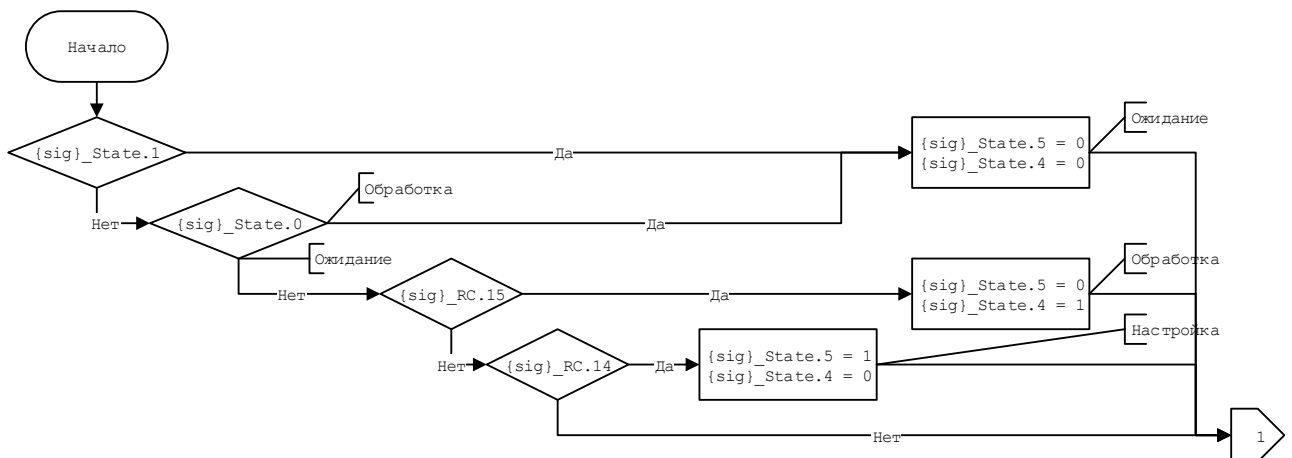 Начало
Ожидание
{sig}_State.1
Да
{sig}_State.5 = 0
{sig}_State.4 = 0
Обработка
Нет
{sig}_State.0
Да
Ожидание
Обработка
Нет
{sig}_RC.15
Да
{sig}_State.5 = 0
{sig}_State.4 = 1
Настройка
Нет
{sig}_RC.14
Да
{sig}_State.5 = 1
{sig}_State.4 = 0
Нет
1